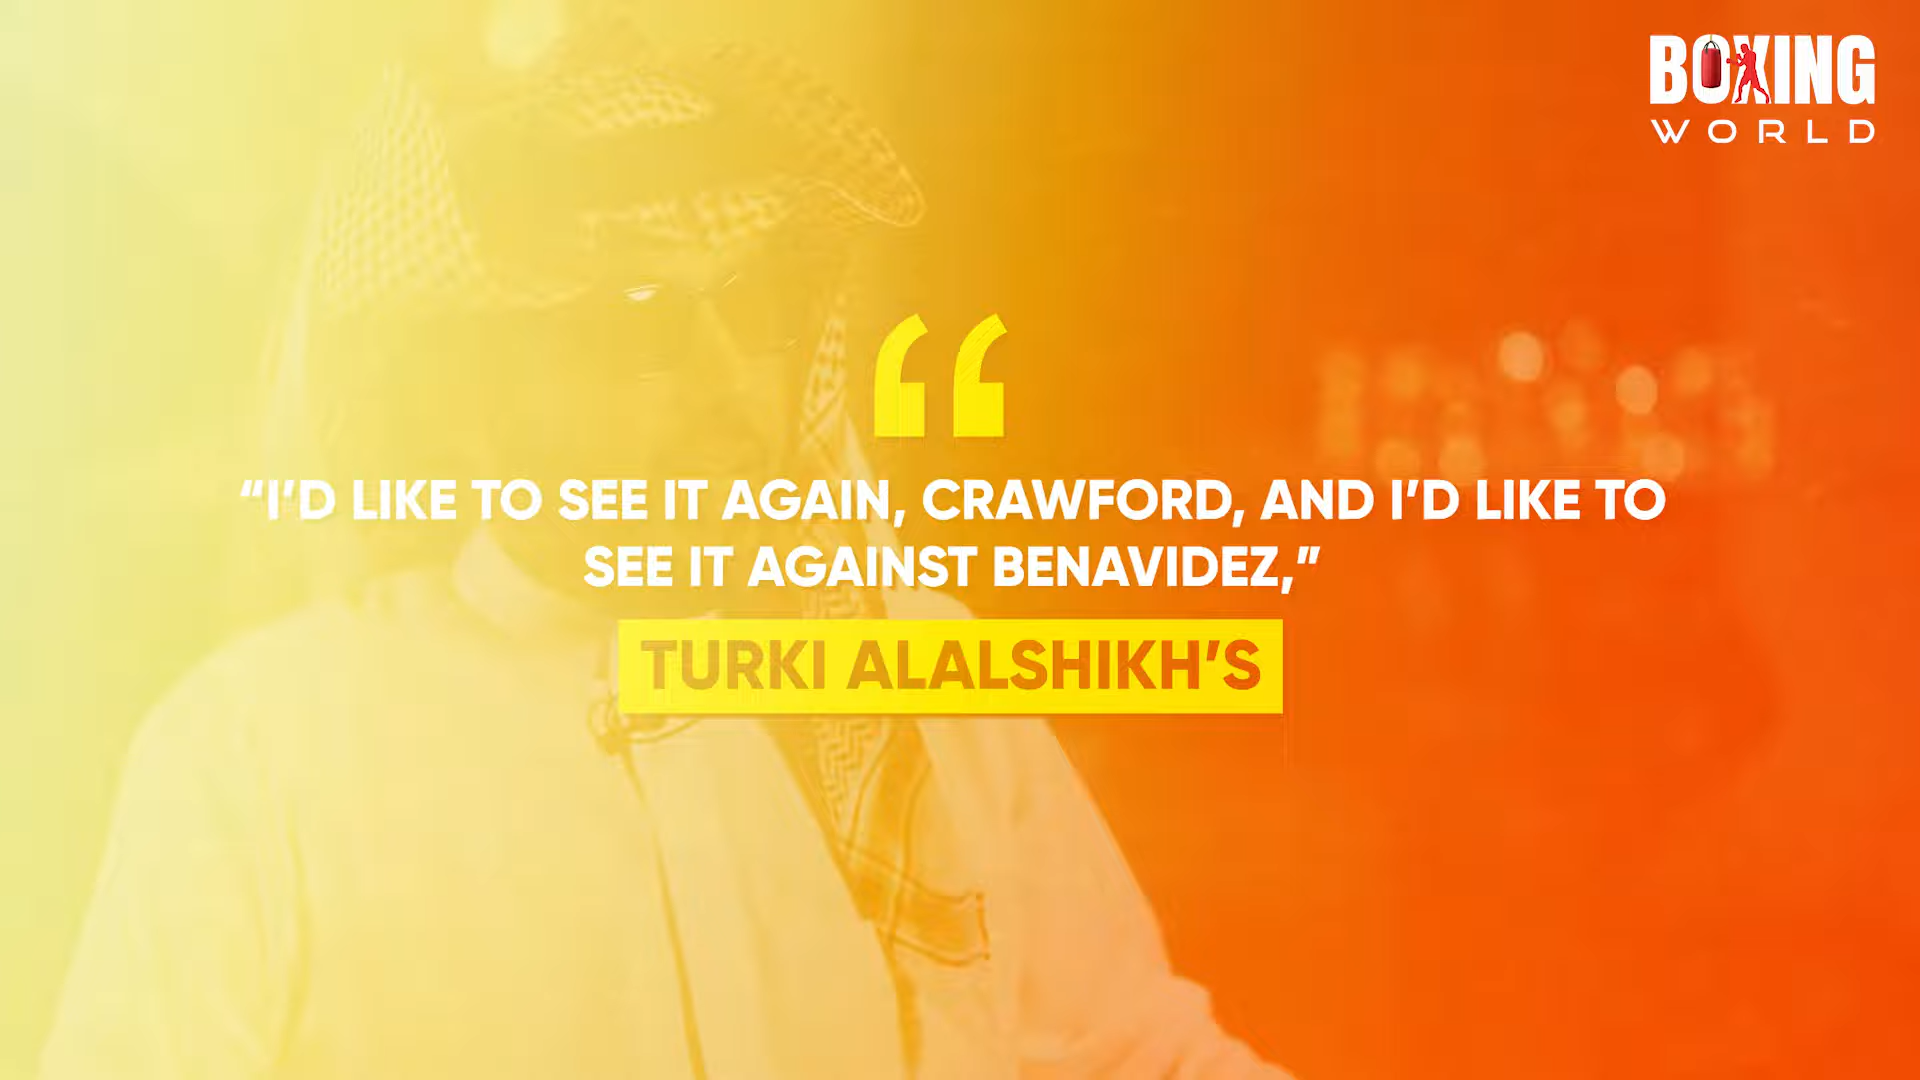 BOXING
WORLD
“I’D LIKE TO SEE IT AGAIN, CRAWFORD, AND I’D LIKE TO
SEE IT AGAINST BENAVIDEZ,”
TURKI ALALSHIKH’S